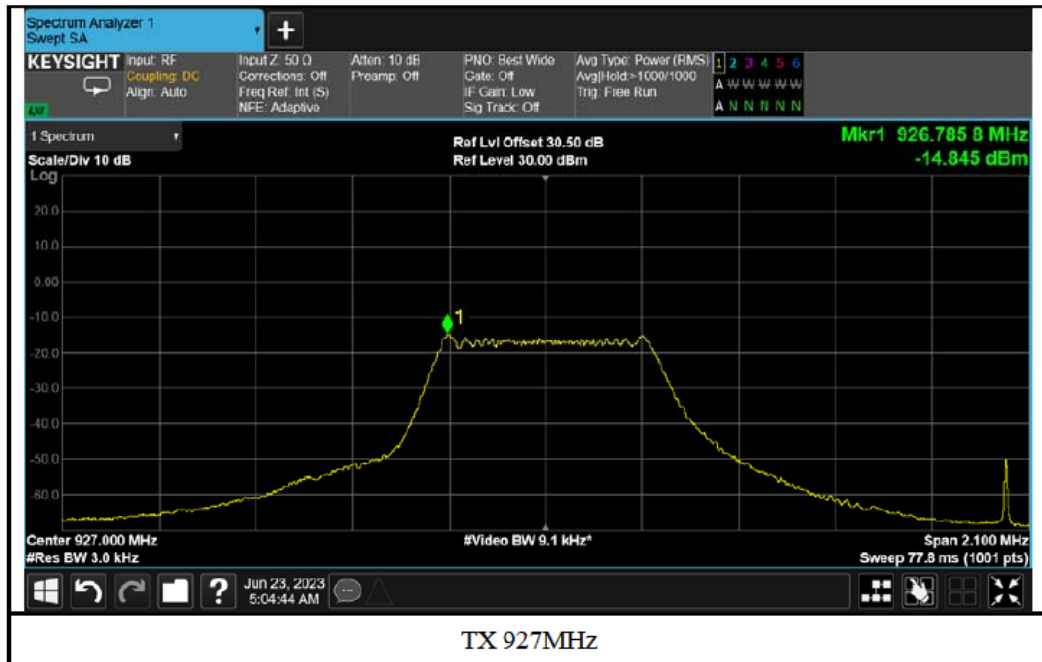 Spectrum Analyzer 1
Swept SA
+
KEYSIGHT
Input: RF
Coupling: DC
Align: Auto
Input Z: 50 Ω
Corrections: Off
Freq Ref: Int (S)
NFE: Adaptive
Atten: 10 dB
Preamp: Off
PNO: Best Wide
Gate: Off
IF Gain: Low
Sig Track: Off
Avg Type: Power (RMS)
Avg|Hold:>1000/1000
Trig: Free Run
1 2 3 4 5 6
A W W W W W
A N N N N N
LXI
1 Spectrum
Scale/Div 10 dB
Ref Lvl Offset 30.50 dB
Ref Level 30.00 dBm
Mkr1 926.785 8 MHz
-14.845 dBm
Log
20.0
10.0
0.00
-10.0
-20.0
-30.0
-40.0
-50.0
-60.0
1
Center 927.000 MHz
#Res BW 3.0 kHz
#Video BW 9.1 kHz*
Span 2.100 MHz
Sweep 77.8 ms (1001 pts)
?
Jun 23, 2023
5:04:44 AM
TX 927MHz